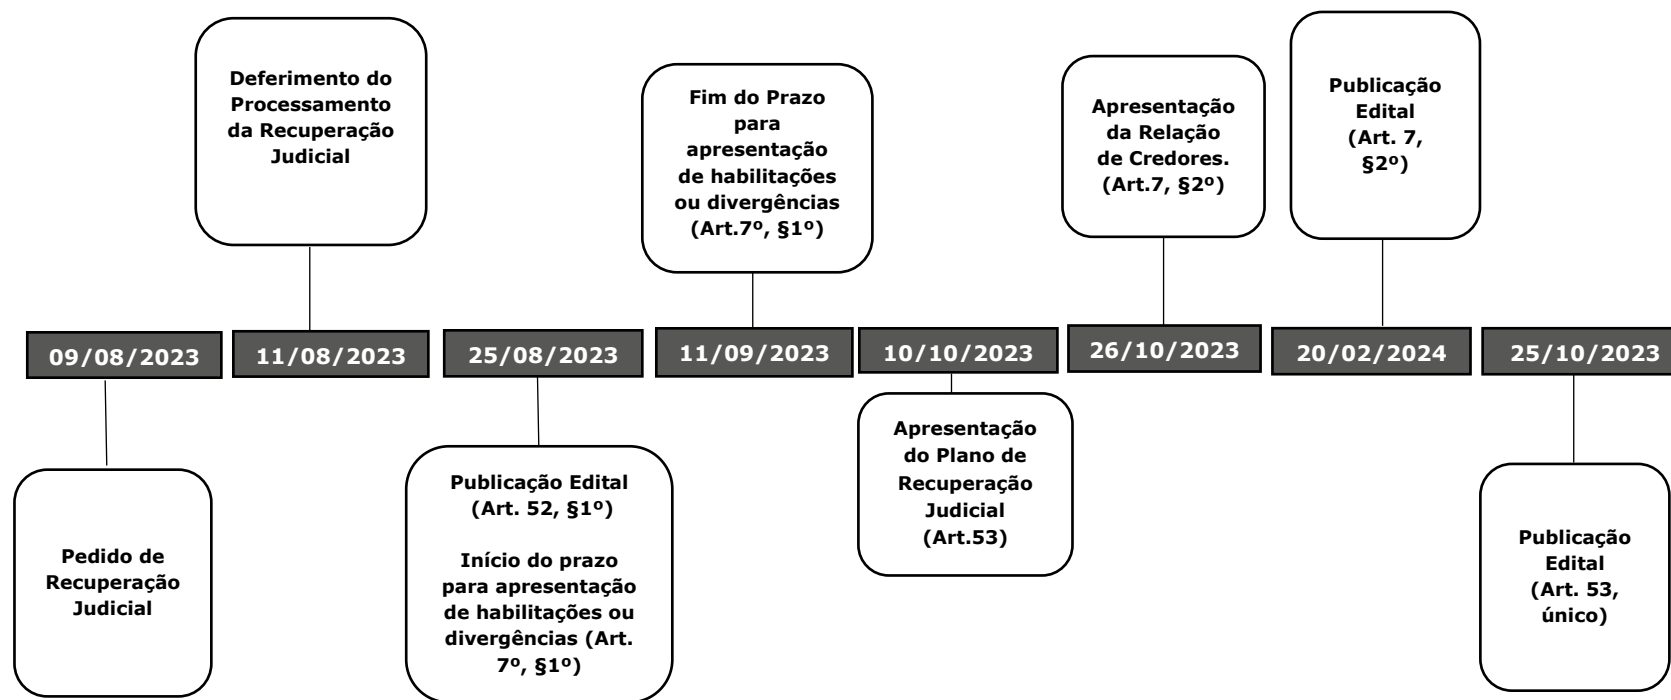 Deferimento do
Processamento
da Recuperação
Judicial
Fim do Prazo
para
apresentação
de habilitações
ou divergências
(Art.7º, §1º)
Apresentação
da Relação
de Credores.
(Art.7, §2º)
Publicação
Edital
(Art. 7,
§2º)
09/08/2023
11/08/2023
25/08/2023
11/09/2023
10/10/2023
26/10/2023
20/02/2024
25/10/2023
Pedido de
Recuperação
Judicial
Publicação Edital
(Art. 52, §1º)
Início do prazo
para apresentação
de habilitações ou
divergências (Art.
7º, §1º)
Apresentação
do Plano de
Recuperação
Judicial
(Art.53)
Publicação
Edital
(Art. 53,
único)